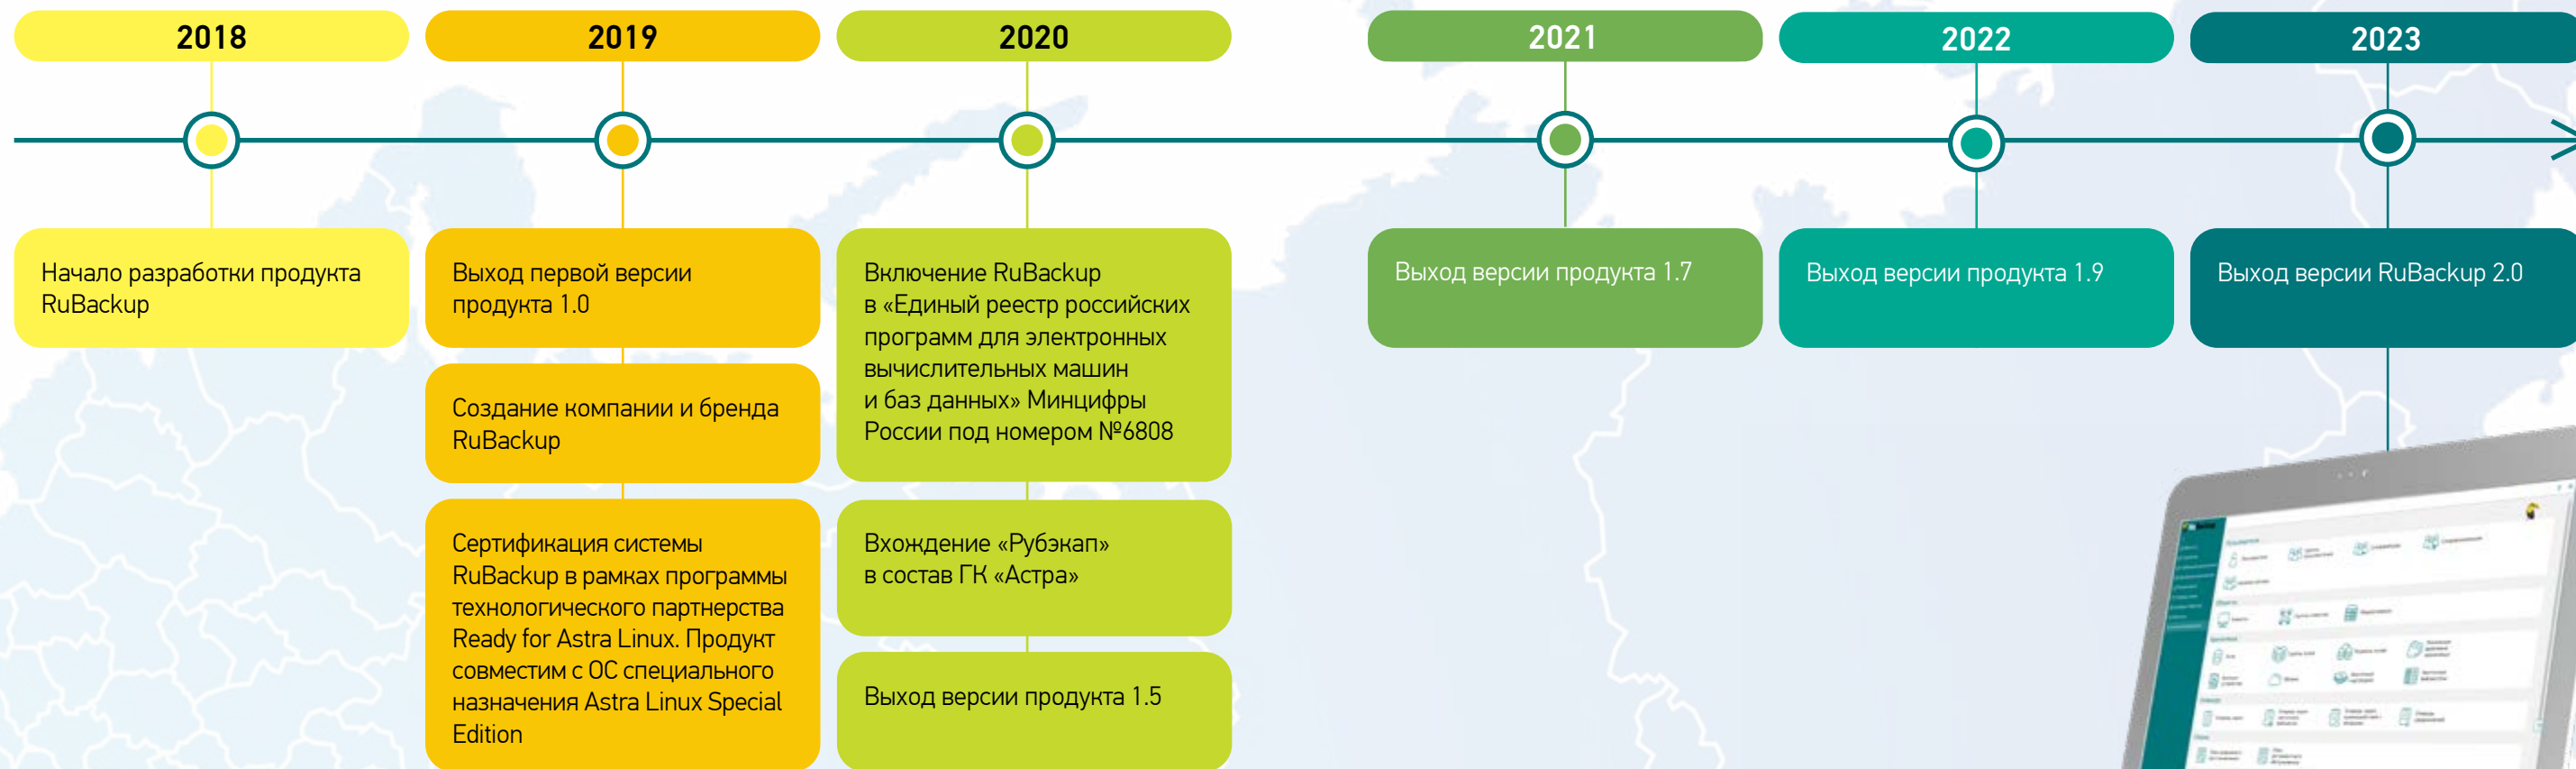 2018
Начало разработки продукта
RuBackup
2019
Выход первой версии
продукта 1.0
Создание компании и бренда
RuBackup
Сертификация системы
RuBackup в рамках программы
технологического партнерства
Ready for Astra Linux. Продукт
совместим с ОС специального
назначения Astra Linux Special
Edition
2020
Включение RuBackup
в «Единый реестр российских
программ для электронных
вычислительных машин
и баз данных» Минцифры
России под номером №6808
Вхождение «Рубэкап»
в состав ГК «Астра»
Выход версии продукта 1.5
2021
Выход версии продукта 1.7
2022
Выход версии продукта 1.9
2023
Выход версии RuBackup 2.0